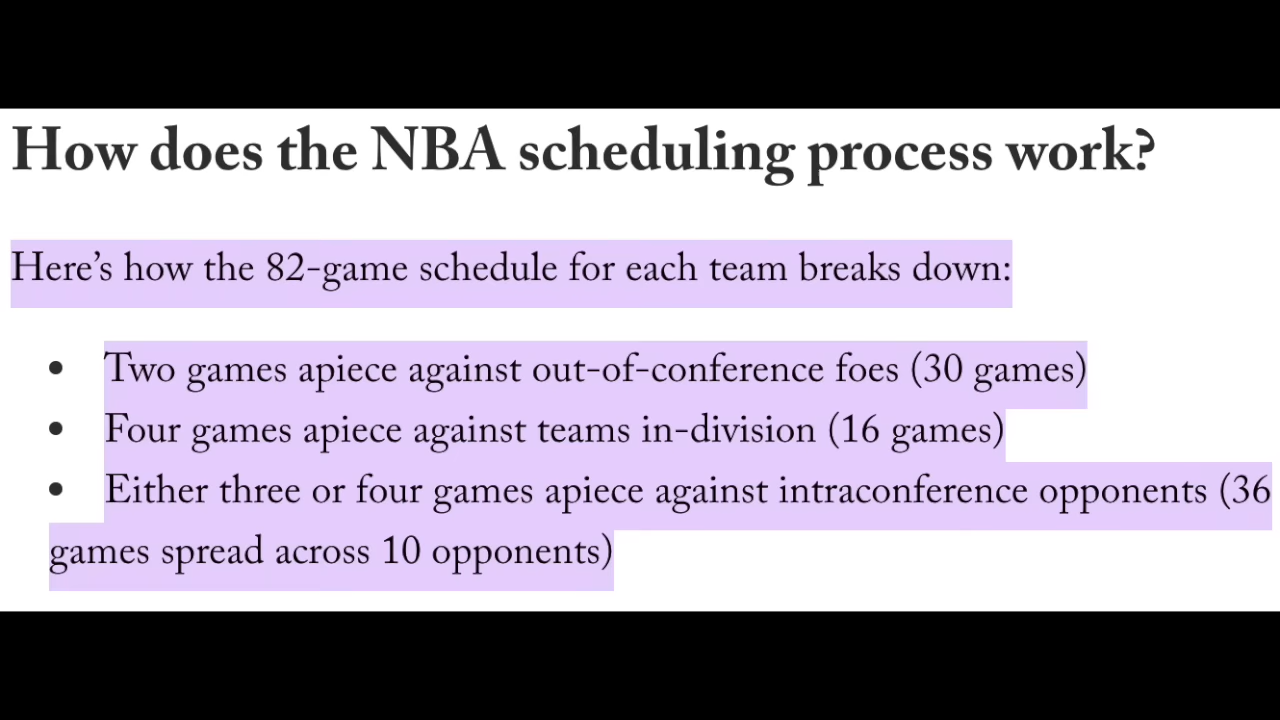 How does the NBA scheduling process work?
Here’s how the 82-game schedule for each team breaks down:
• Two games apiece against out-of-conference foes (30 games)
• Four games apiece against teams in-division (16 games)
• Either three or four games apiece against intraconference opponents (36
games spread across 10 opponents)